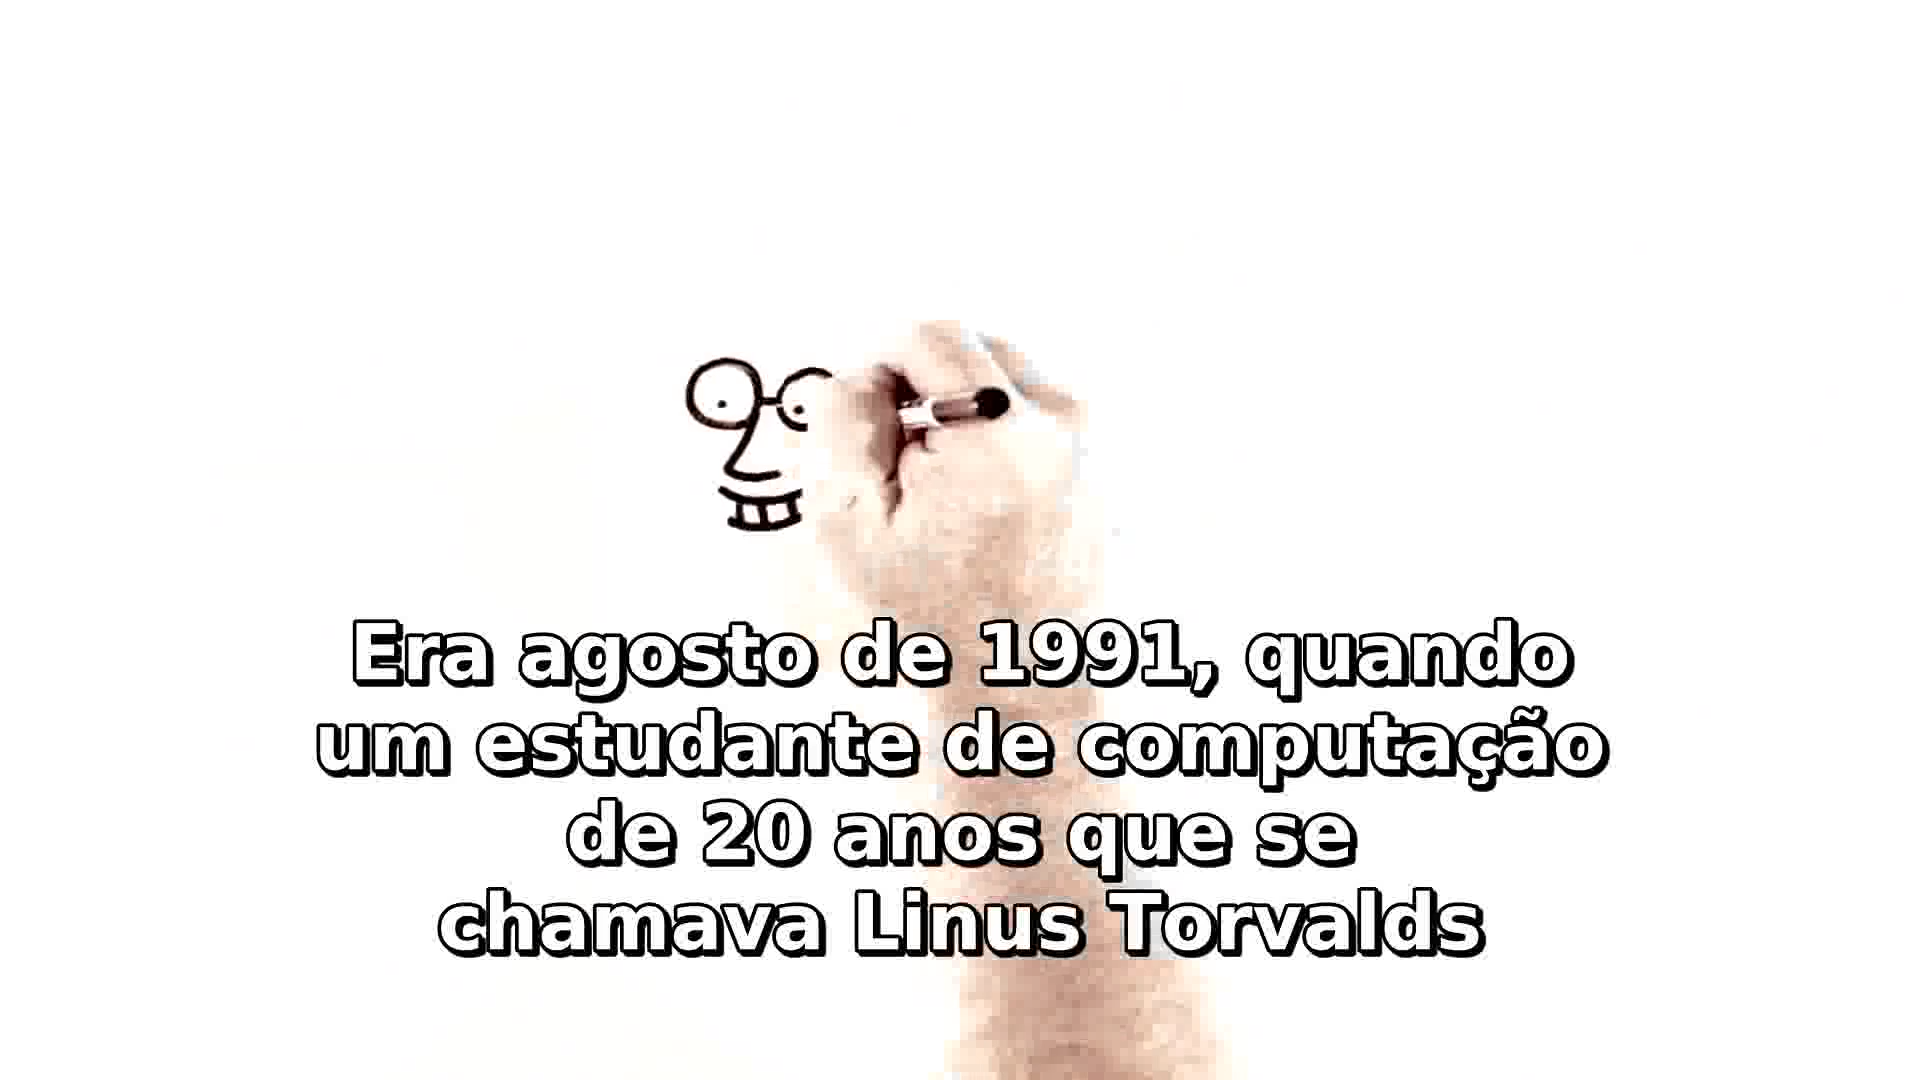 Era agosto de 1991, quando
um estudante de computação
de 20 anos que se
chamava Linus Torvalds